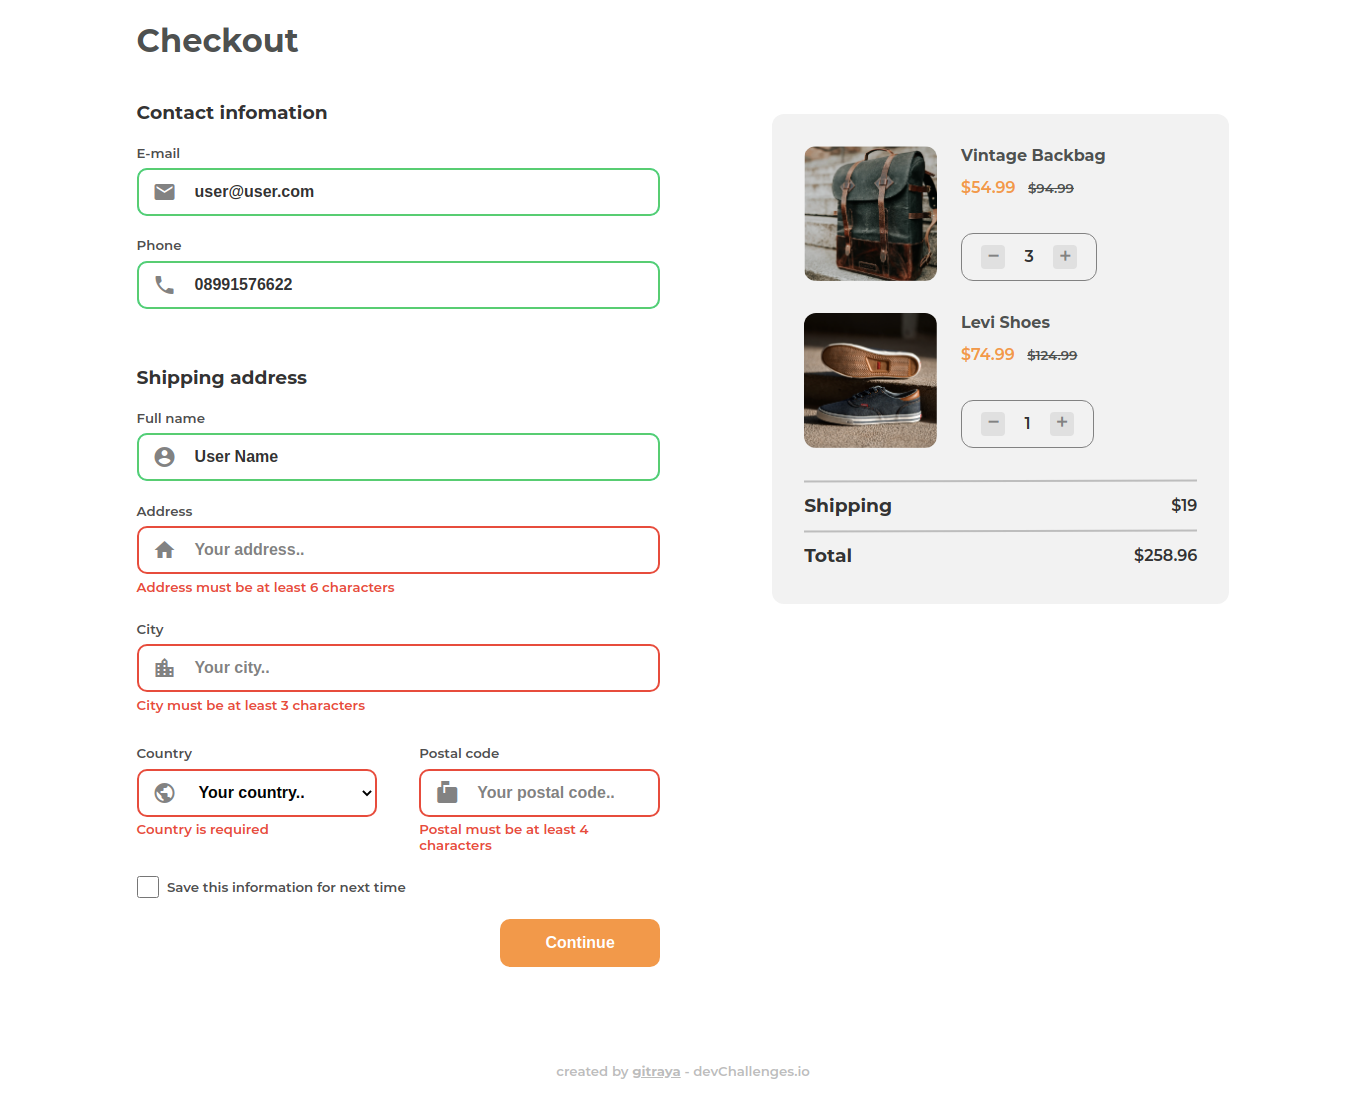 Checkout
Contact infomation
E-mail
user@user.com
Phone
08991576622
Shipping address
Full name
User Name
Address
Your address..
Address must be at least 6 characters
City
Your city..
City must be at least 3 characters
Country
Your country..
Country is required
Postal code
Your postal code..
Postal must be at least 4
characters
Save this information for next time
Continue
Vintage Backbag
$54.99 $94.99
− 3 +
Levi Shoes
$74.99 $124.99
− 1 +
Shipping $19
Total $258.96
created by gitraya - devChallenges.io